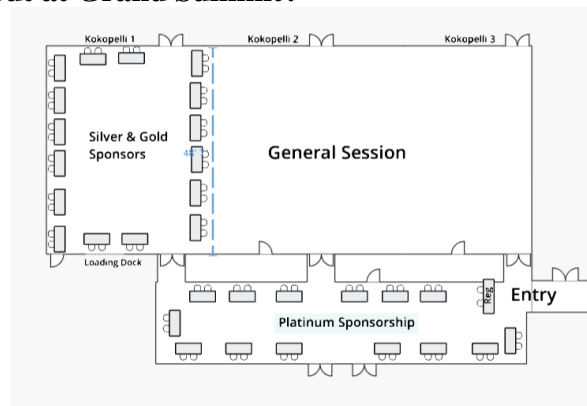 Kokopelli 1
Kokopelli 2
Kokopelli 3
Silver & Gold
Sponsors
General Session
Loading Dock
Reg
Entry
Platinum Sponsorship